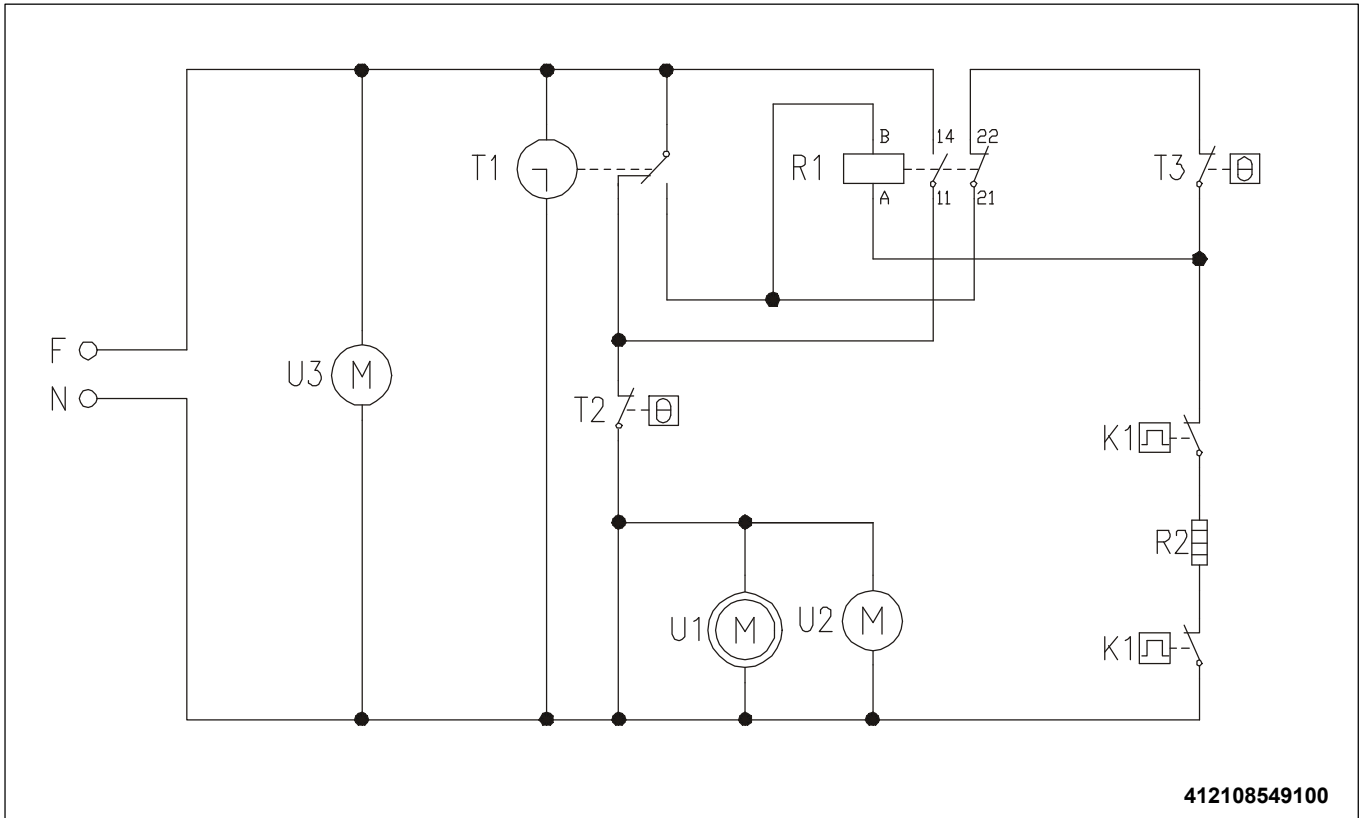 B 14 22
T1 R1 T3 θ
A 11 21
F
U3 M
N
T2 θ
K1
R2
U1 M U2 M
K1
412108549100